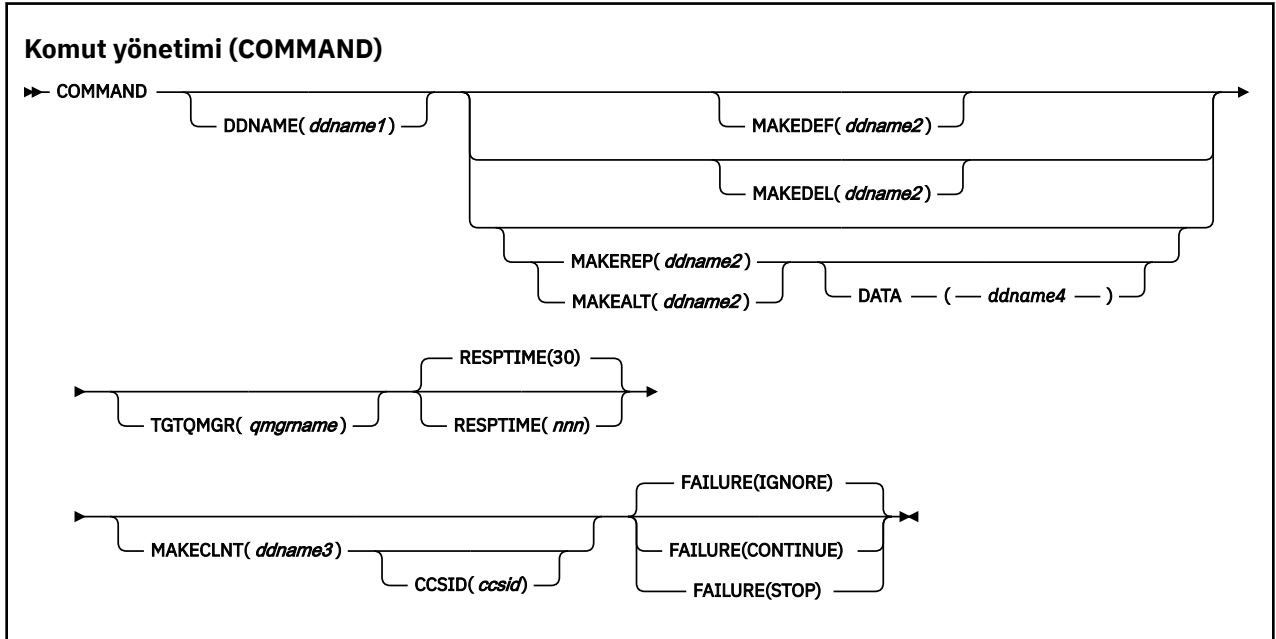 Komut yönetimi (COMMAND)
COMMAND
DDNAME( ddname1 )
MAKEDEF( ddname2 )
MAKEDEL( ddname2 )
MAKEREP( ddname2 )
MAKEALT( ddname2 )
DATA ( ddname4 )
RESPTIME(30)
TGTQMGR( qmgrname )
RESPTIME( nnn)
FAILURE(IGNORE)
MAKECLNT( ddname3 )
FAILURE(CONTINUE)
CCSID( ccsid)
FAILURE(STOP)